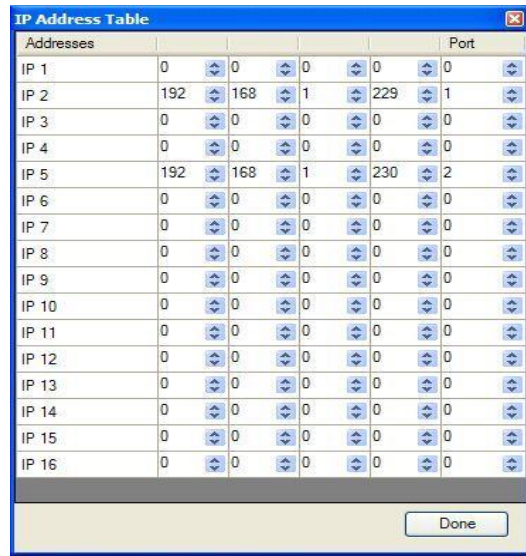 IP Address Table
Addresses Port
IP 1 0 0 0 0 0
IP 2 192 168 1 229 1
IP 3 0 0 0 0 0
IP 4 0 0 0 0 0
IP 5 192 168 1 230 2
IP 6 0 0 0 0 0
IP 7 0 0 0 0 0
IP 8 0 0 0 0 0
IP 9 0 0 0 0 0
IP 10 0 0 0 0 0
IP 11 0 0 0 0 0
IP 12 0 0 0 0 0
IP 13 0 0 0 0 0
IP 14 0 0 0 0 0
IP 15 0 0 0 0 0
IP 16 0 0 0 0 0
Done